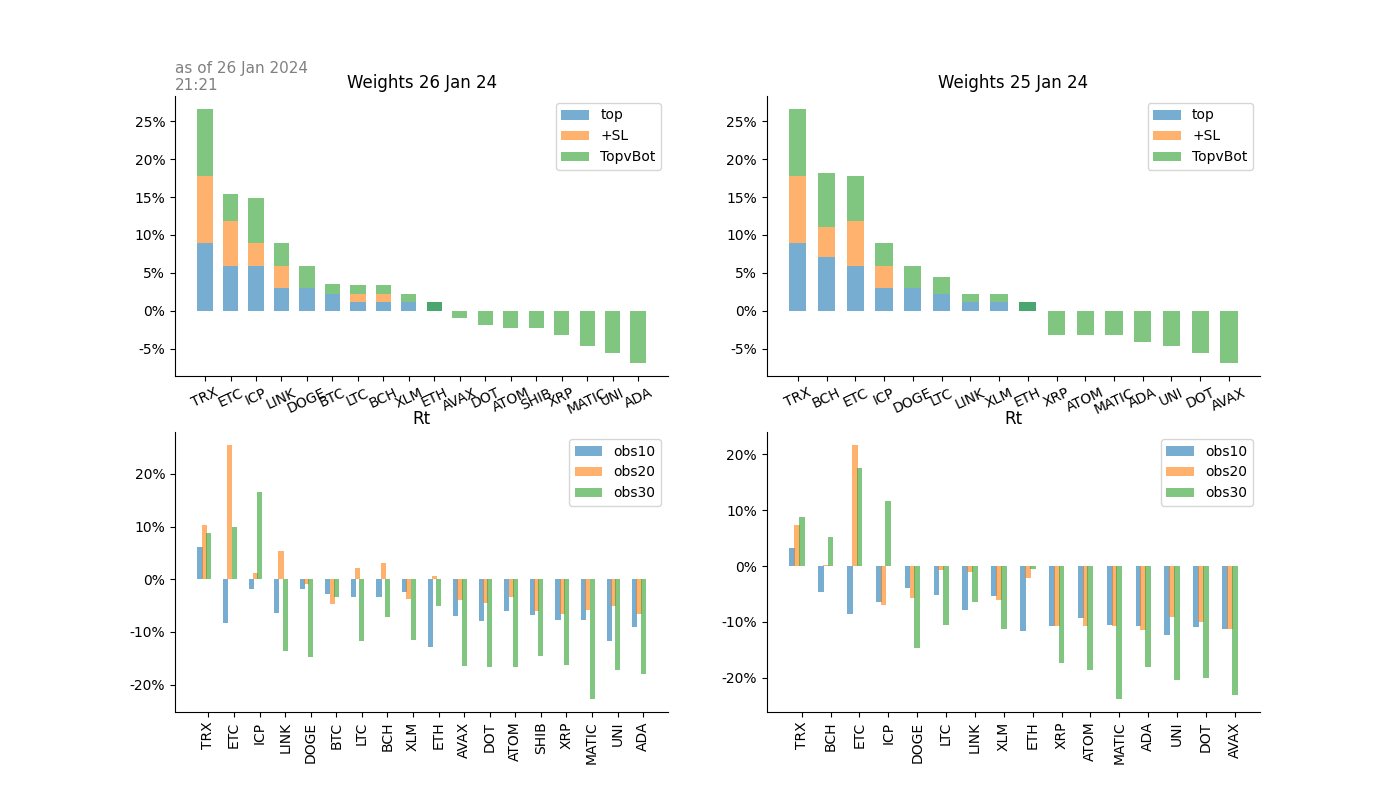 as of 26 Jan 2024
21:21
Weights 26 Jan 24
25%
20%
15%
10%
5%
0%
-5%
top
+SL
TopvBot
TRX ETC ICP LINK DOGE BTC LTC BCH XLM ETH AVAX DOT ATOM SHIB XRP MATIC UNI ADA
Weights 25 Jan 24
25%
20%
15%
10%
5%
0%
-5%
top
+SL
TopvBot
TRX BCH ETC ICP DOGE LTC LINK XLM ETH XRP ATOM MATIC ADA UNI DOT AVAX
Rt
20%
10%
0%
-10%
-20%
obs10
obs20
obs30
TRX ETC ICP LINK DOGE BTC LTC BCH XLM ETH AVAX DOT ATOM SHIB XRP MATIC UNI ADA
Rt
20%
10%
0%
-10%
-20%
obs10
obs20
obs30
TRX BCH ETC ICP DOGE LTC LINK XLM ETH XRP ATOM MATIC ADA UNI DOT AVAX